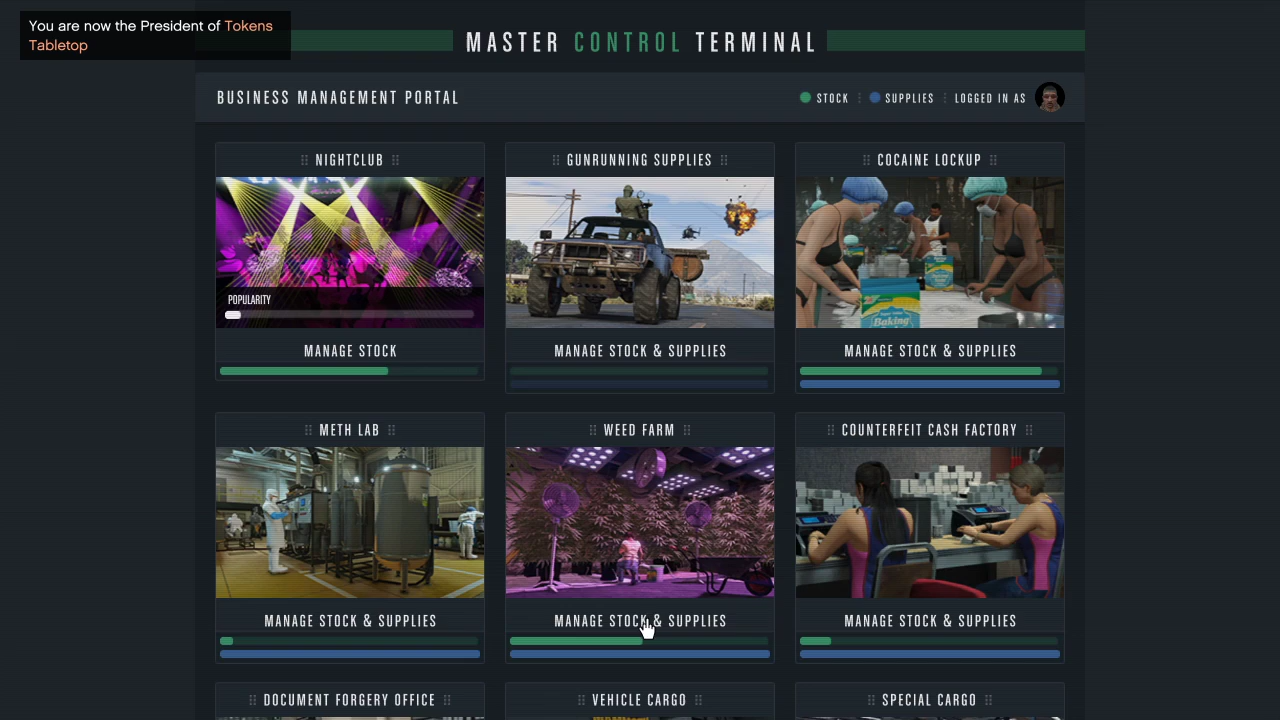 You are now the President of Tokens
Tabletop
MASTER CONTROL TERMINAL
BUSINESS MANAGEMENT PORTAL
STOCK
SUPPLIES
LOGGED IN AS
NIGHTCLUB
GUNRUNNING SUPPLIES
COCAINE LOCKUP
POPULARITY
Baking
MANAGE STOCK
MANAGE STOCK & SUPPLIES
MANAGE STOCK & SUPPLIES
METH LAB
WEED FARM
COUNTERFEIT CASH FACTORY
MANAGE STOCK & SUPPLIES
MANAGE STOCK & SUPPLIES
MANAGE STOCK & SUPPLIES
DOCUMENT FORGERY OFFICE
VEHICLE CARGO
SPECIAL CARGO